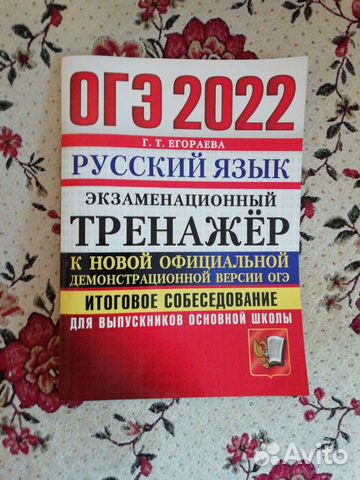 ОГЭ 2022
Г. Т. ЕГОРАЕВА
РУССКИЙ ЯЗЫК
ЭКЗАМЕНАЦИОННЫЙ
ТРЕНАЖЁР
К НОВОЙ ОФИЦИАЛЬНОЙ
ДЕМОНСТРАЦИОННОЙ ВЕРСИИ ОГЭ
ИТОГОВОЕ СОБЕСЕДОВАНИЕ
ДЛЯ ВЫПУСКНИКОВ ОСНОВНОЙ ШКОЛЫ
Avito